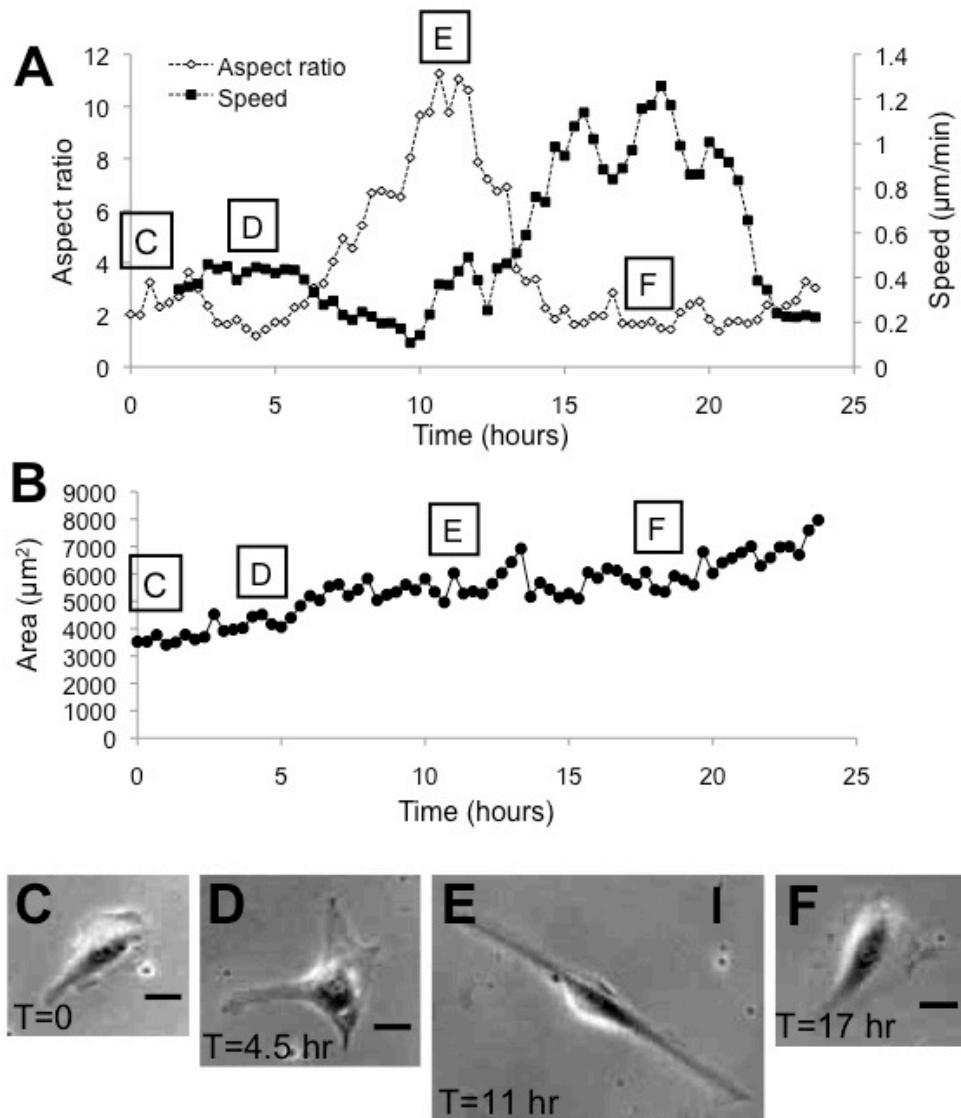 A
E
Aspect ratio
Speed
C
D
F
12
10
8
6
4
2
0
Aspect ratio
1.4
1.2
1
0.8
0.6
0.4
0.2
0
Speed (µm/min)
0 5 10 15 20 25
Time (hours)
B
C
D
E
F
9000
8000
7000
6000
5000
4000
3000
2000
1000
0
Area (µm²)
0 5 10 15 20 25
Time (hours)
C
T=0
D
T=4.5 hr
E
T=11 hr
F
T=17 hr